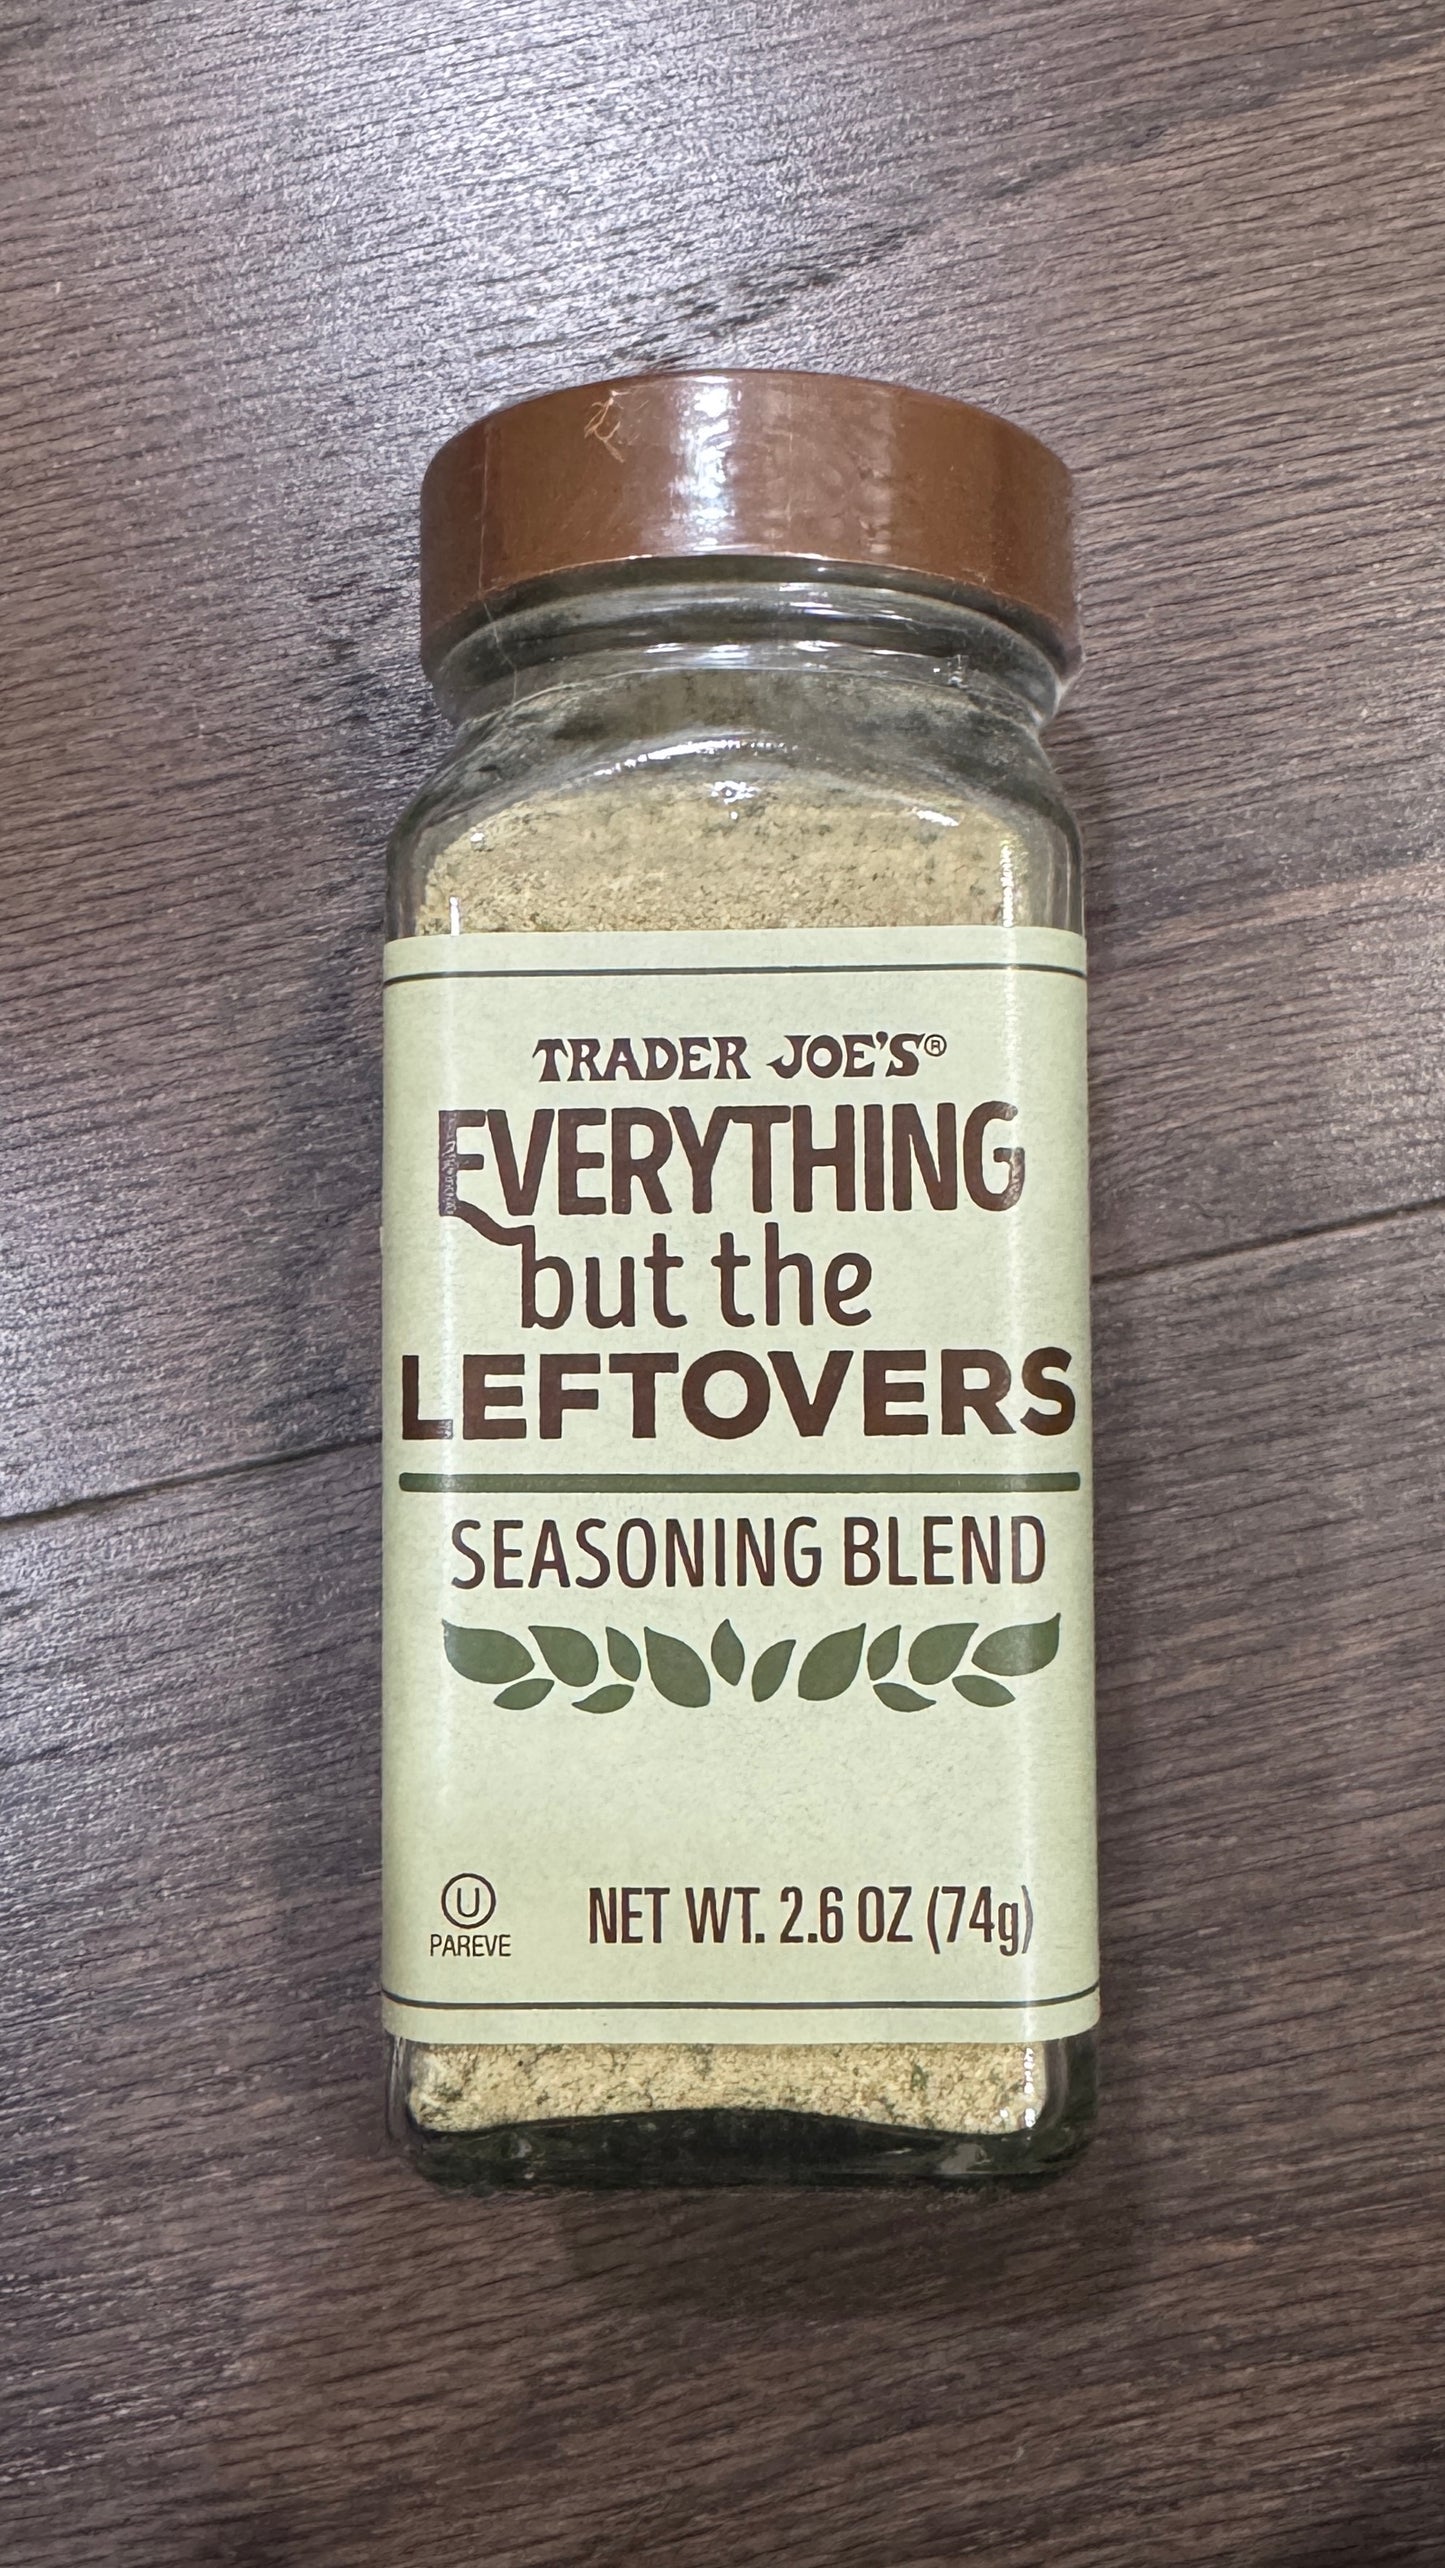 TRADER JOE'S®
EVERYTHING
but the
LEFTOVERS
SEASONING BLEND
U
PAREVE
NET WT. 2.6 OZ (74g)